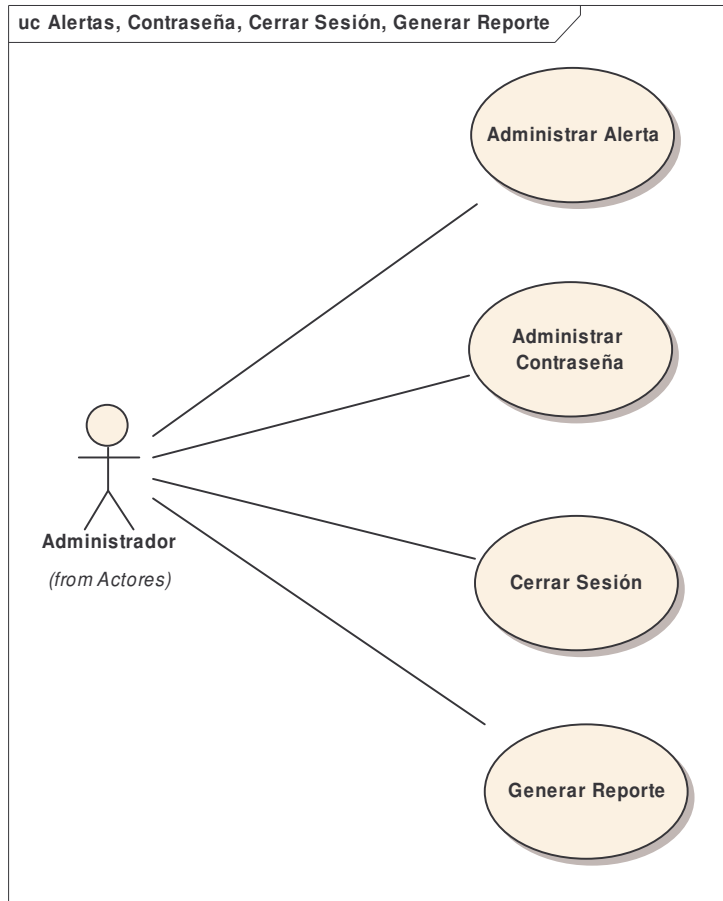 uc Alertas, Contraseña, Cerrar Sesión, Generar Reporte
Administrar Alerta
Administrar
Contraseña
Administrador
(from Actores)
Cerrar Sesión
Generar Reporte